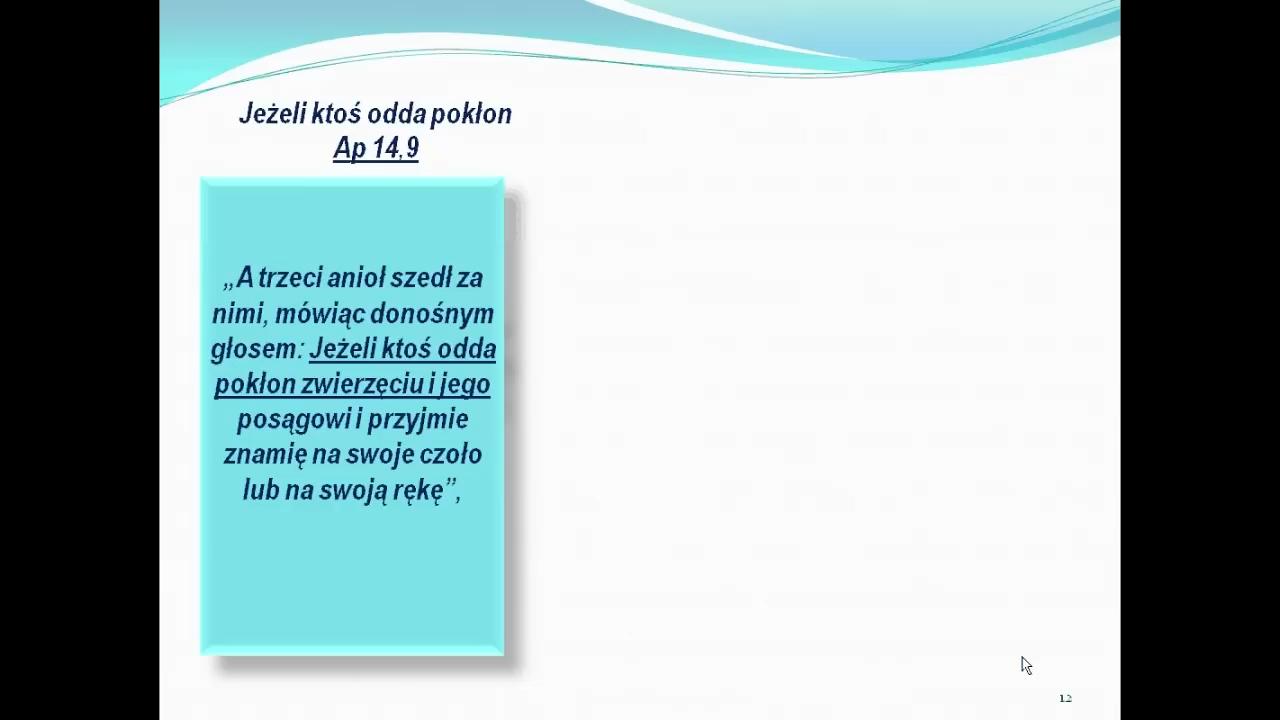 Jeżeli ktoś odda pokłon
Ap 14,9
„A trzeci anioł szedł za
nimi, mówiąc donośnym
głosem: Jeżeli ktoś odda
pokłon zwierzęciu i jego
posągowi i przyjmie
znamię na swoje czoło
lub na swoją rękę”,
12